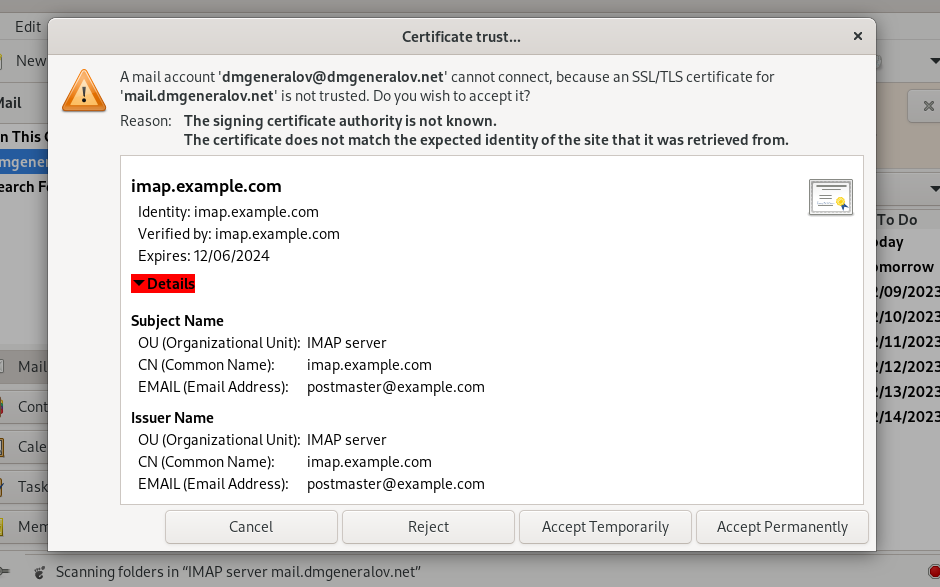 Edit
Certificate trust...
New
A mail account 'dmgeneralov@dmgeneralov.net' cannot connect, because an SSL/TLS certificate for
'mail.dmgeneralov.net' is not trusted. Do you wish to accept it?
Reason: The signing certificate authority is not known.
The certificate does not match the expected identity of the site that it was retrieved from.
Mail
n This C
mgener
earch Fo
imap.example.com
Identity: imap.example.com
Verified by: imap.example.com
Expires: 12/06/2024
Details
Subject Name
OU (Organizational Unit): IMAP server
CN (Common Name): imap.example.com
EMAIL (Email Address): postmaster@example.com
Issuer Name
OU (Organizational Unit): IMAP server
CN (Common Name): imap.example.com
EMAIL (Email Address): postmaster@example.com
To Do
oday
omorrow
2/09/2023
2/10/2023
2/11/2023
2/12/2023
2/13/2023
2/14/2023
Mail
Cont
Cale
Task
Mem
Cancel
Reject
Accept Temporarily
Accept Permanently
Scanning folders in “IMAP server mail.dmgeneralov.net”